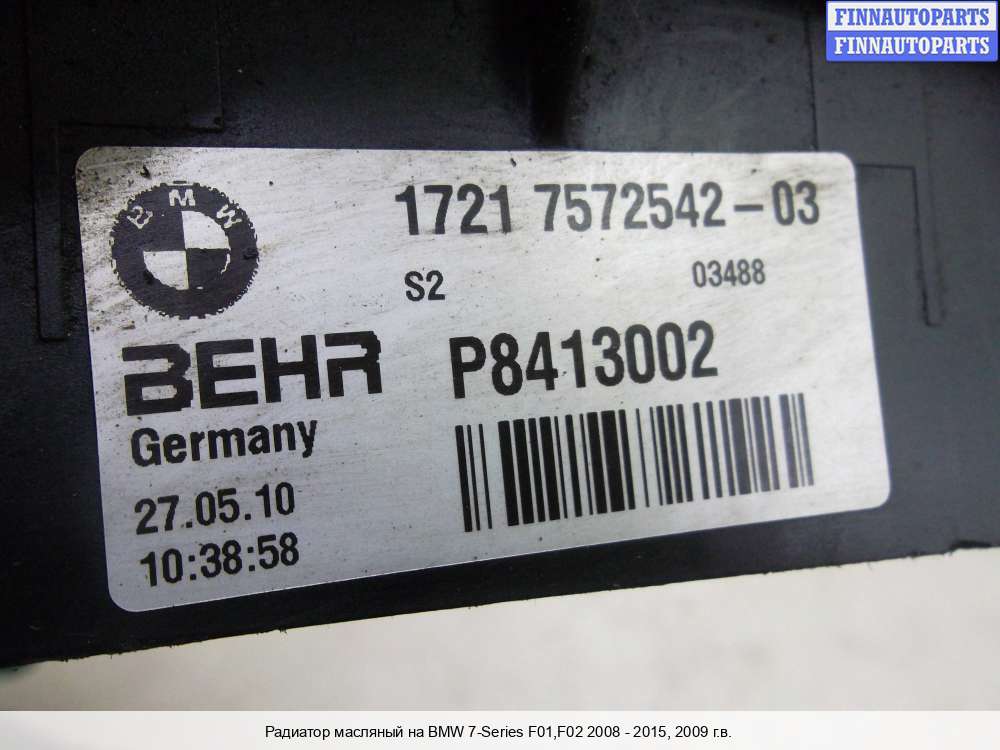 FINNAUTOPARTS
FINNAUTOPARTS
BMW
1721 7572542-03
S2 03488
BEHR P8413002
Germany
27.05.10
10:38:58
Радиатор масляный на BMW 7-Series F01,F02 2008 - 2015, 2009 г.в.